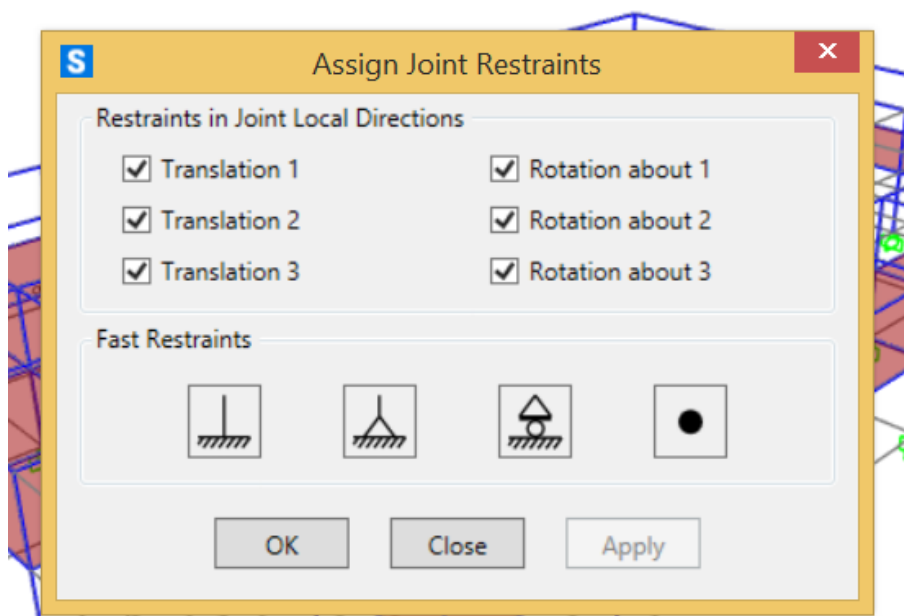 S
Assign Joint Restraints
Restraints in Joint Local Directions
Translation 1
Rotation about 1
Translation 2
Rotation about 2
Translation 3
Rotation about 3
Fast Restraints
OK
Close
Apply